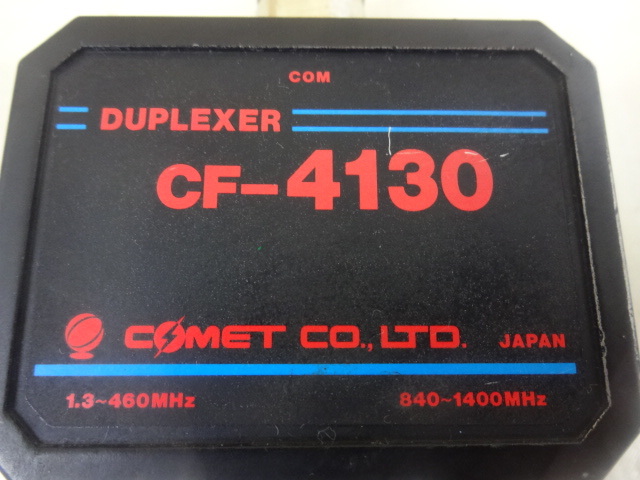 COM
DUPLEXER
CF-4130
COMET CO., LTD. JAPAN
1.3~460MHz 840~1400MHz